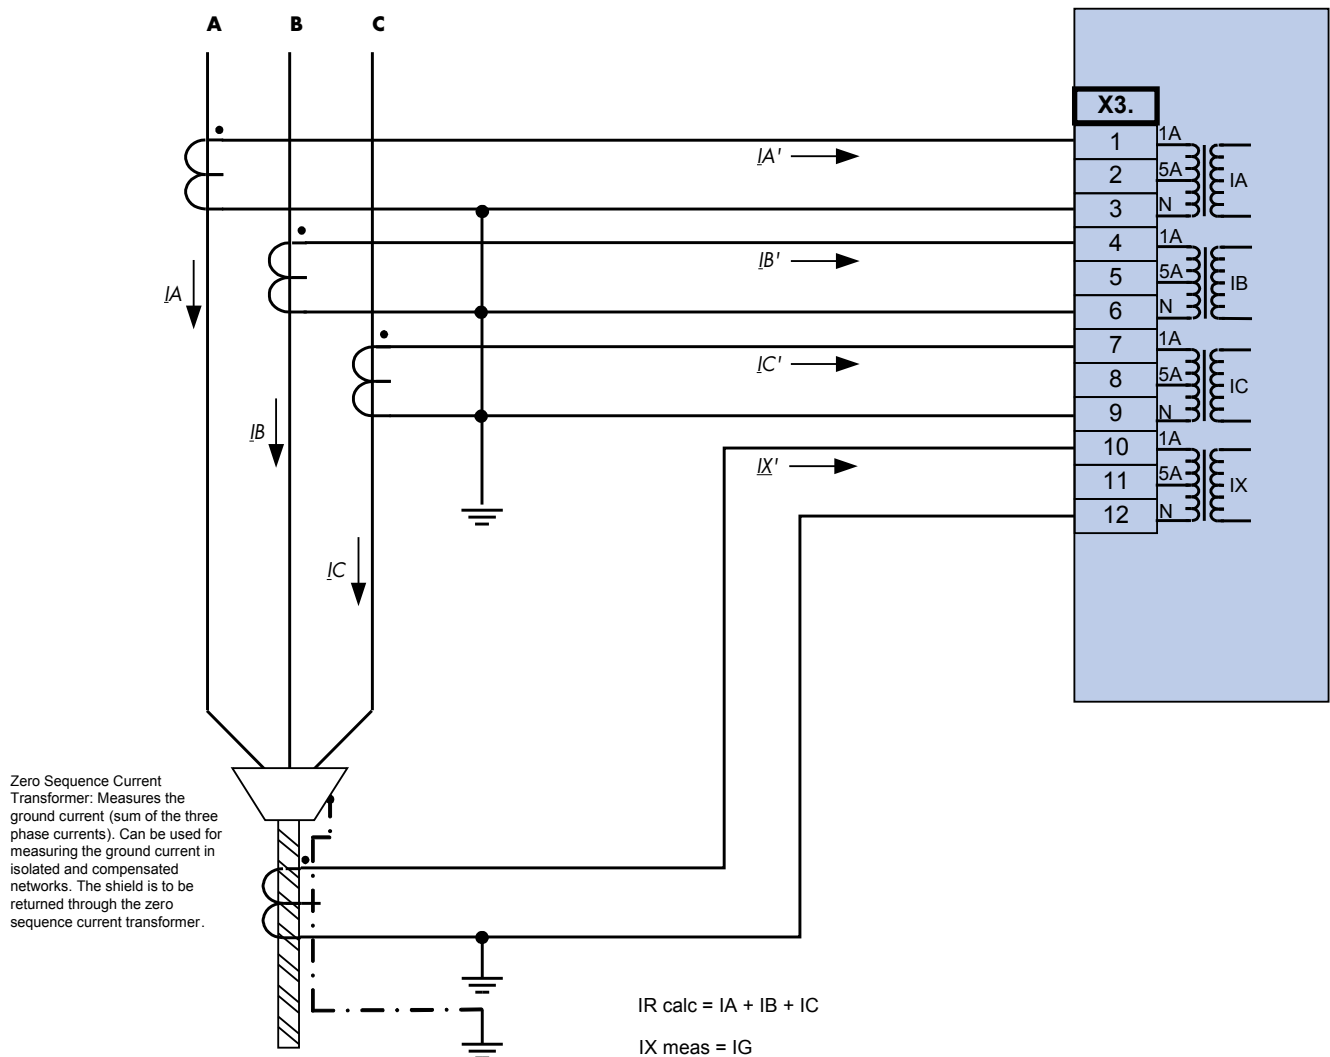 A B C
X3.
1 1A
IA'
2 5A IA
3 N
4 1A
IB'
5 5A IB
6 N
IA
7 1A
IC'
8 5A IC
9 N
IB
10 1A
IX'
11 5A IX
12 N
IC
Zero Sequence Current
Transformer: Measures the
ground current (sum of the three
phase currents). Can be used for
measuring the ground current in
isolated and compensated
networks. The shield is to be
returned through the zero
sequence current transformer.
IR calc = IA + IB + IC
IX meas = IG